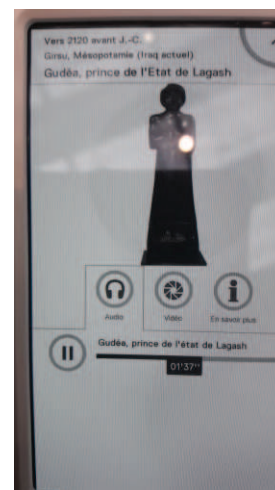 Vers 2120 avant J.-C.
Girsu, Mésopotamie (Iraq actuel)
Gudéa, prince de l'Etat de Lagash
Audio
Vidéo
En savoir plus
Gudéa, prince de l'état de Lagash
01'37''